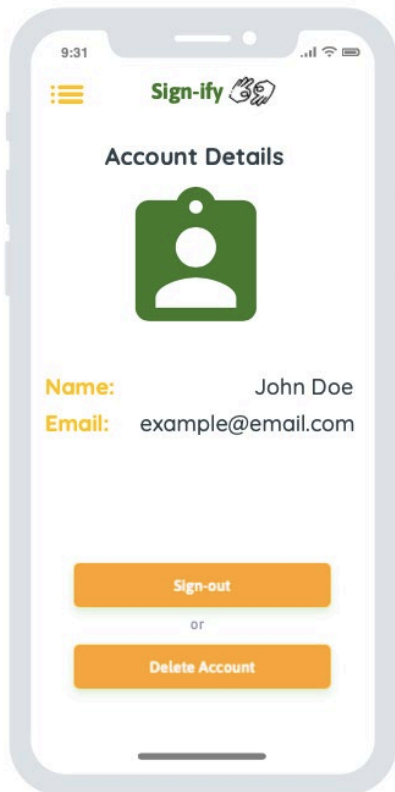 9:31
Sign-ify
Account Details
Name: John Doe
Email: example@email.com
Sign-out
or
Delete Account